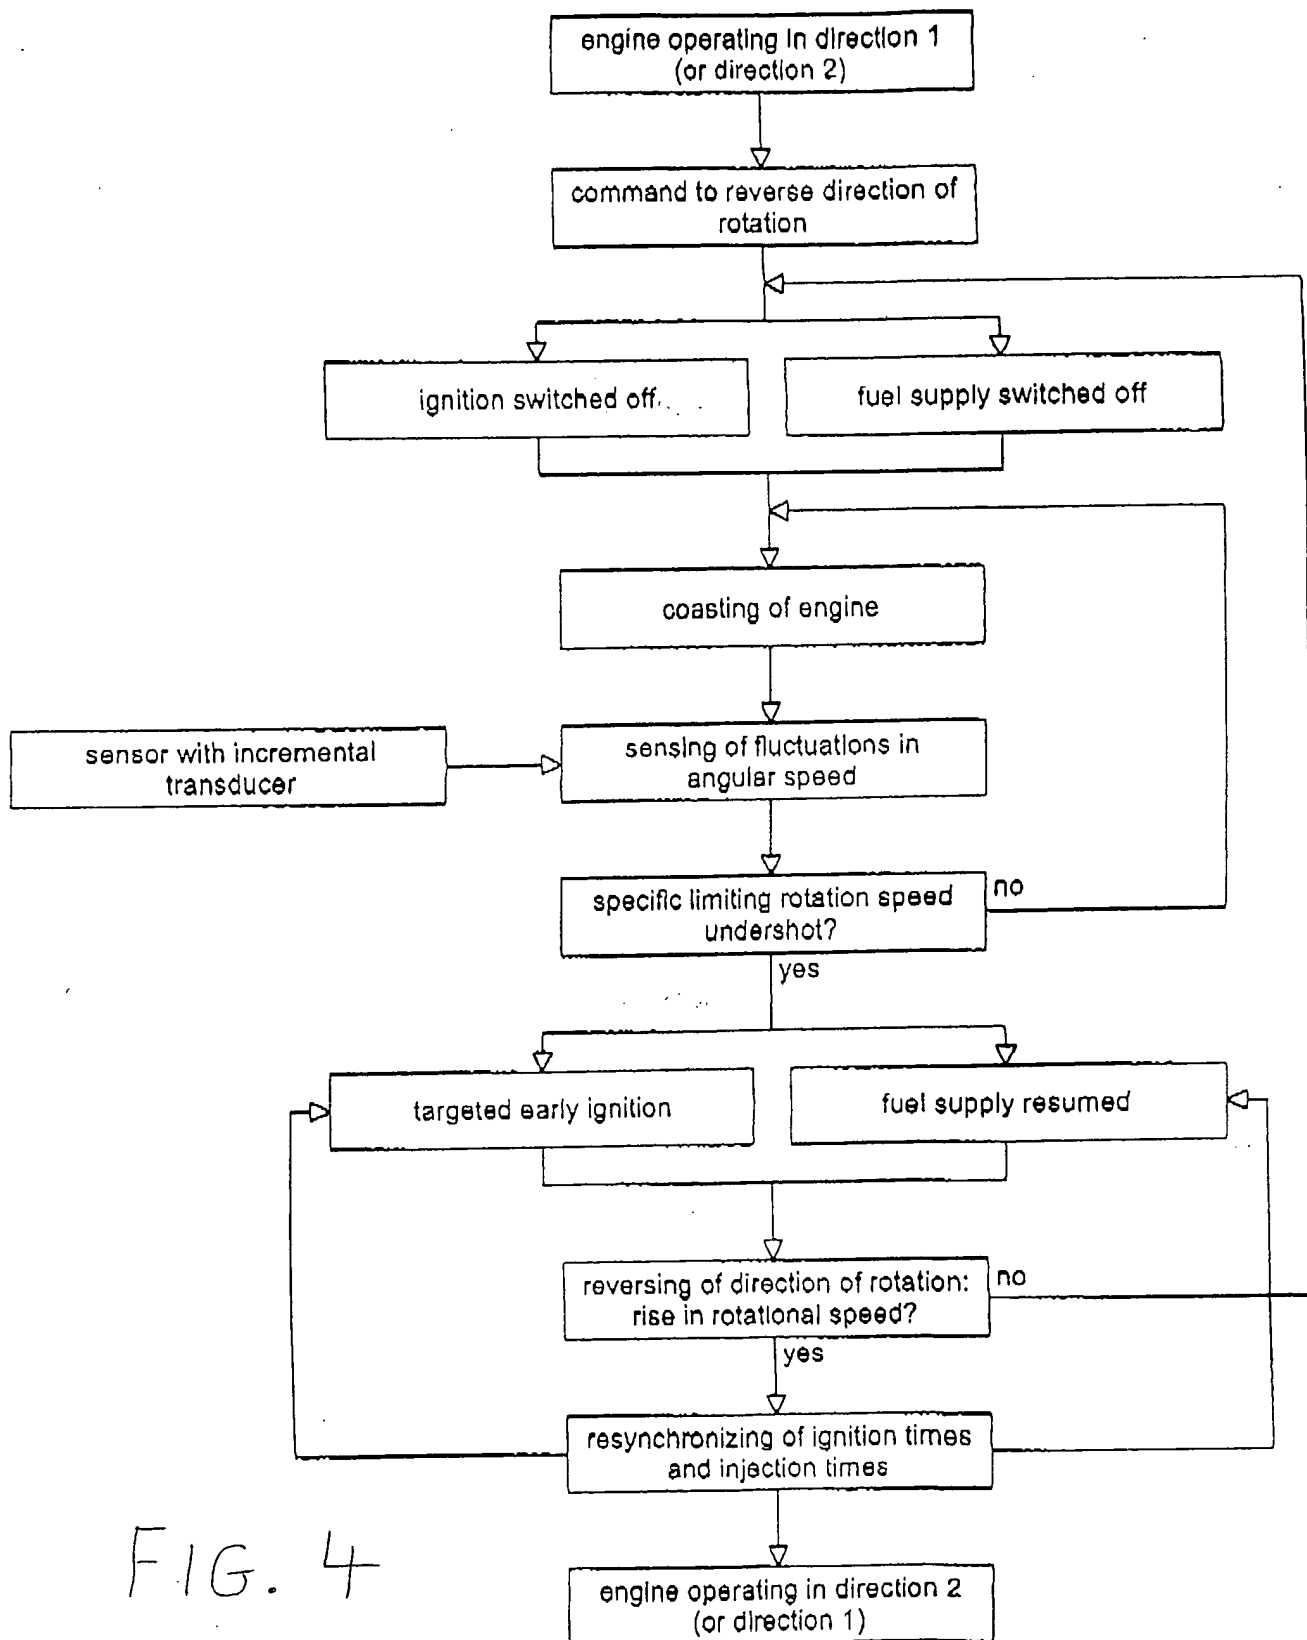 engine operating in direction 1
(or direction 2)
command to reverse direction of
rotation
ignition switched off
fuel supply switched off
coasting of engine
sensor with incremental
transducer
sensing of fluctuations in
angular speed
specific limiting rotation speed
undershot?
no
yes
targeted early ignition
fuel supply resumed
reversing of direction of rotation:
rise in rotational speed?
no
yes
resynchronizing of ignition times
and injection times
engine operating in direction 2
(or direction 1)
FIG. 4